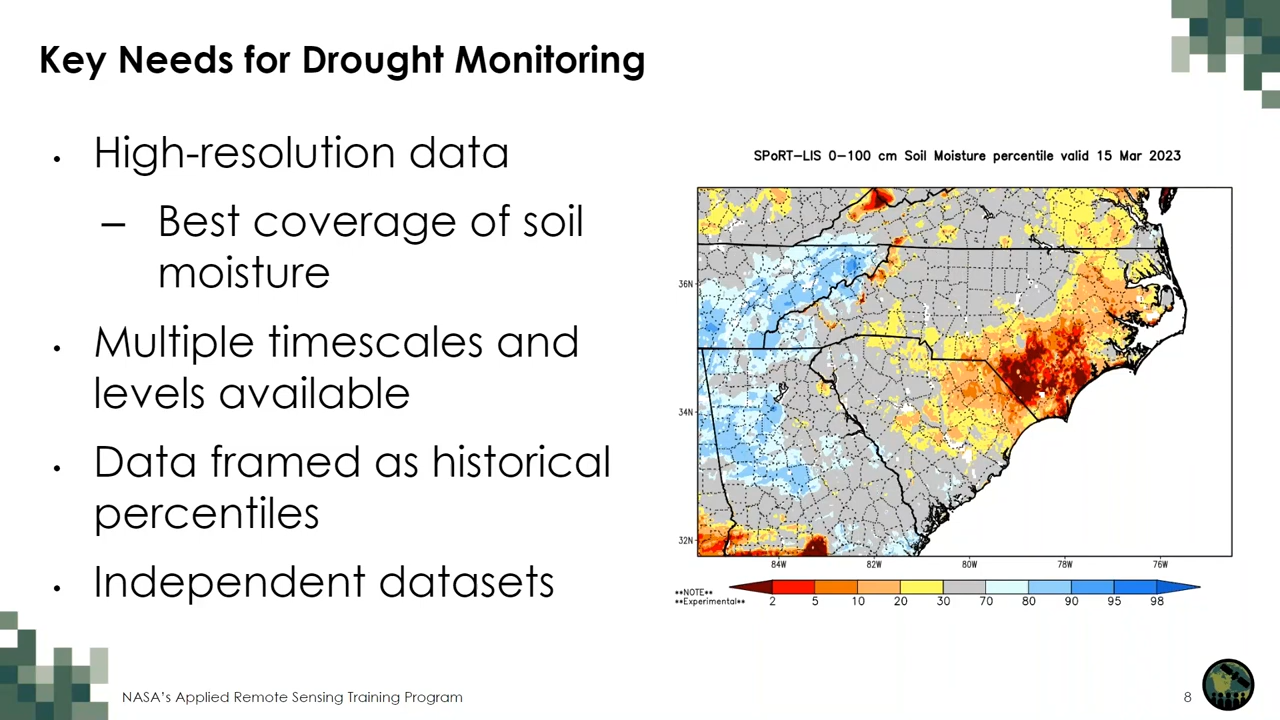 Key Needs for Drought Monitoring
• High-resolution data
– Best coverage of soil
moisture
• Multiple timescales and
levels available
• Data framed as historical
percentiles
• Independent datasets
SPoRT-LIS 0-100 cm Soil Moisture percentile valid 15 Mar 2023
36N
34N
32N
84W 82W 80W 78W 76W
**NOTE**
**Experimental**
2 5 10 20 30 70 80 90 95 98
NASA's Applied Remote Sensing Training Program
8